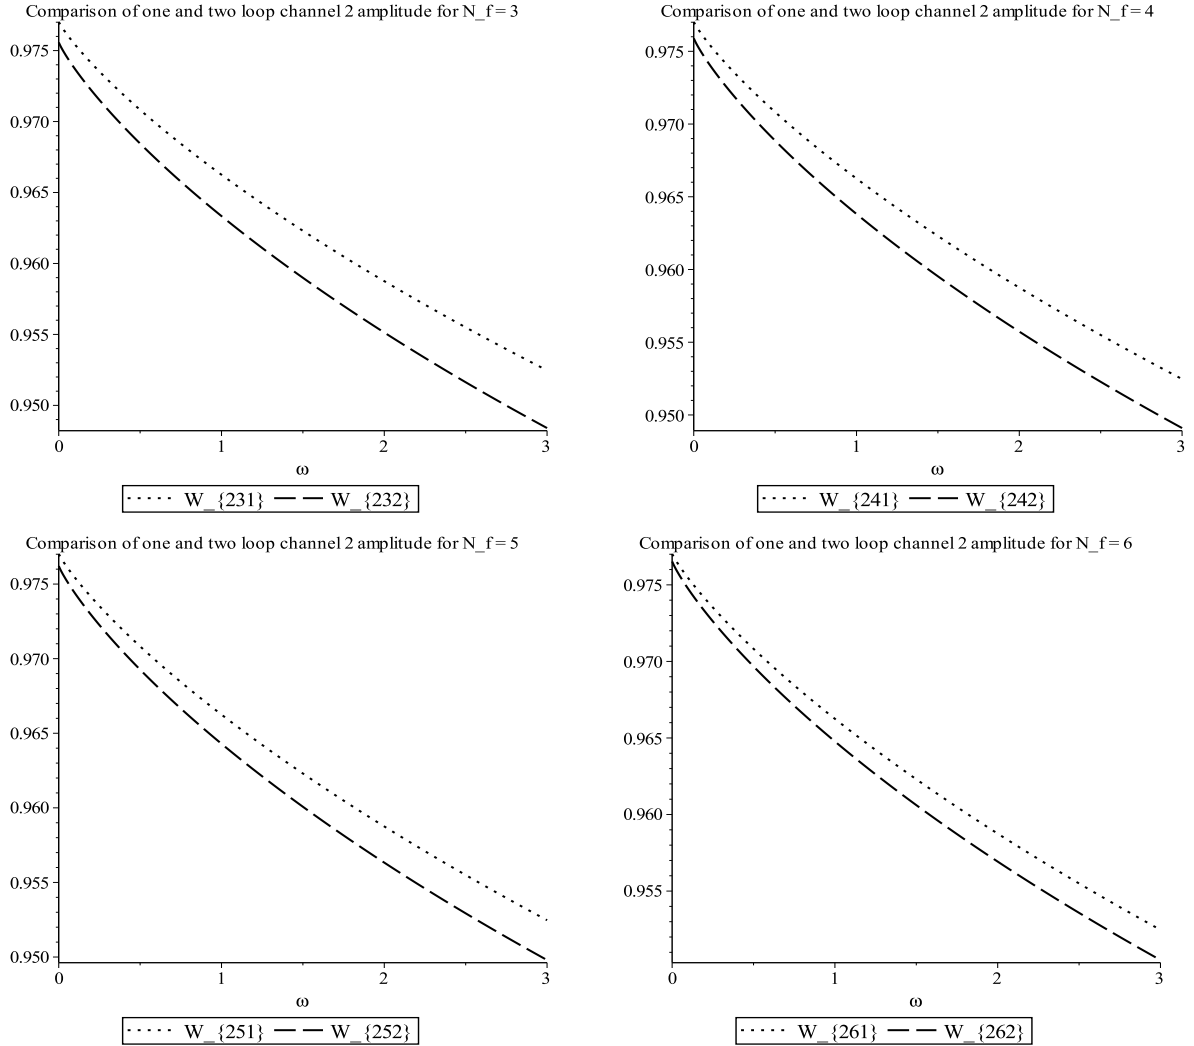 Comparison of one and two loop channel 2 amplitude for N_f = 3
0.975
0.970
0.965
0.960
0.955
0.950
0 1 2 3
ω
W_{231} W_{232}
Comparison of one and two loop channel 2 amplitude for N_f = 4
0.975
0.970
0.965
0.960
0.955
0.950
0 1 2 3
ω
W_{241} W_{242}
Comparison of one and two loop channel 2 amplitude for N_f = 5
0.975
0.970
0.965
0.960
0.955
0.950
0 1 2 3
ω
W_{251} W_{252}
Comparison of one and two loop channel 2 amplitude for N_f = 6
0.975
0.970
0.965
0.960
0.955
0 1 2 3
ω
W_{261} W_{262}